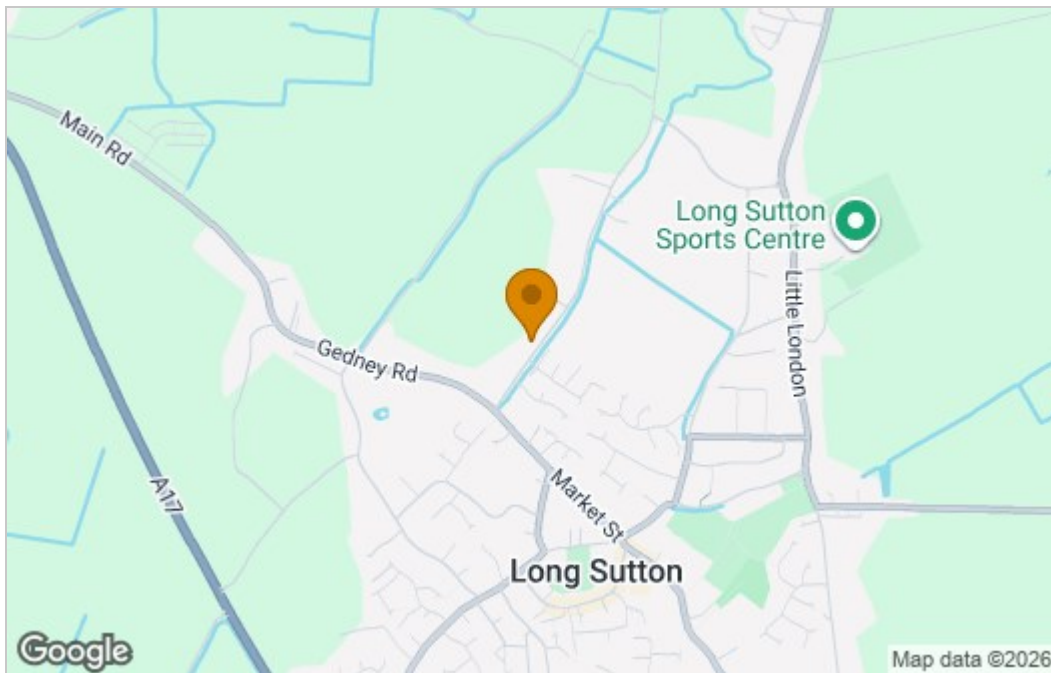 Main Rd
Long Sutton
Sports Centre
Little London
Gedney Rd
A17
Market St
Long Sutton
Google
Map data ©2026